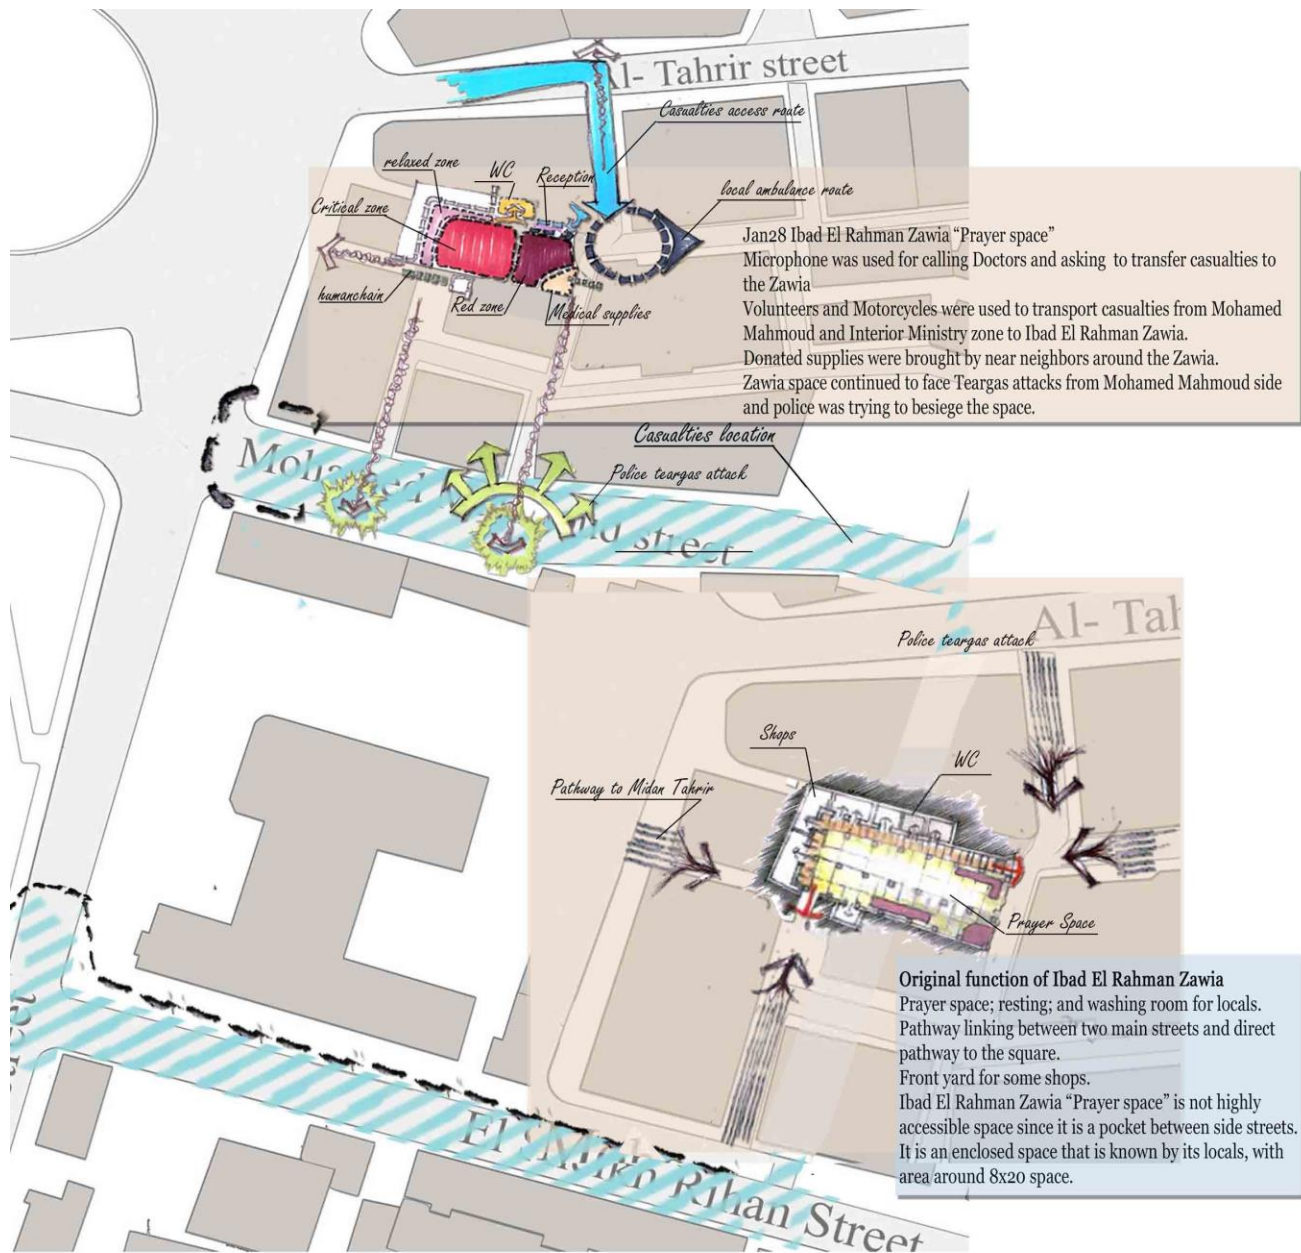 Al- Tahrir street
Casualties access route
relaxed zone
WC
Reception
local ambulance route
Critical zone
humanchain
Red zone
Medical supplies
Jan28 Ibad El Rahman Zawia “Prayer space”
Microphone was used for calling Doctors and asking to transfer casualties to
the Zawia
Volunteers and Motorcycles were used to transport casualties from Mohamed
Mahmoud and Interior Ministry zone to Ibad El Rahman Zawia.
Donated supplies were brought by near neighbors around the Zawia.
Zawia space continued to face Teargas attacks from Mohamed Mahmoud side
and police was trying to besiege the space.
Casualties location
Police teargas attack
street
Al- Tah
Police teargas attack
Shops
WC
Pathway to Midan Tahrir
Prayer Space
Original function of Ibad El Rahman Zawia
Prayer space; resting; and washing room for locals.
Pathway linking between two main streets and direct
pathway to the square.
Front yard for some shops.
Ibad El Rahman Zawia “Prayer space” is not highly
accessible space since it is a pocket between side streets.
It is an enclosed space that is known by its locals, with
area around 8x20 space.
El Rihan Street